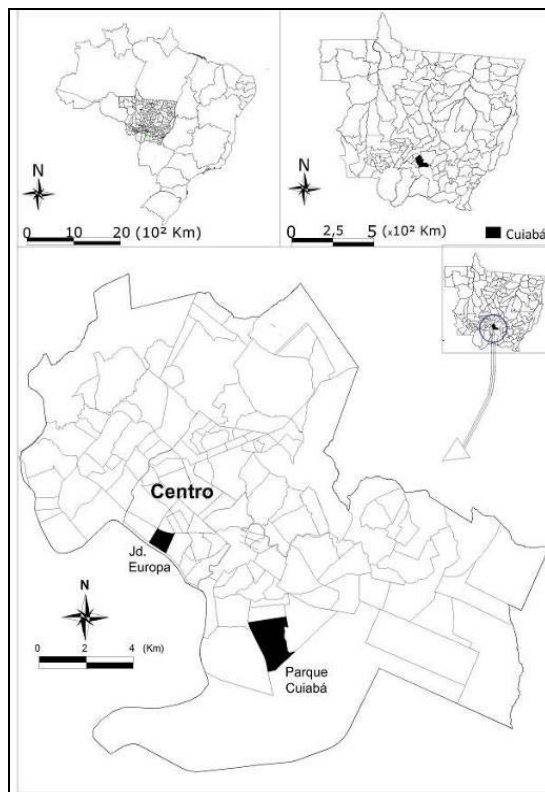 N
0 10 20 (10² Km)
N
0 2,5 5 (x10² Km)
Cuiabá
Centro
Jd.
Europa
N
0 2 4 (Km)
Parque
Cuiabá